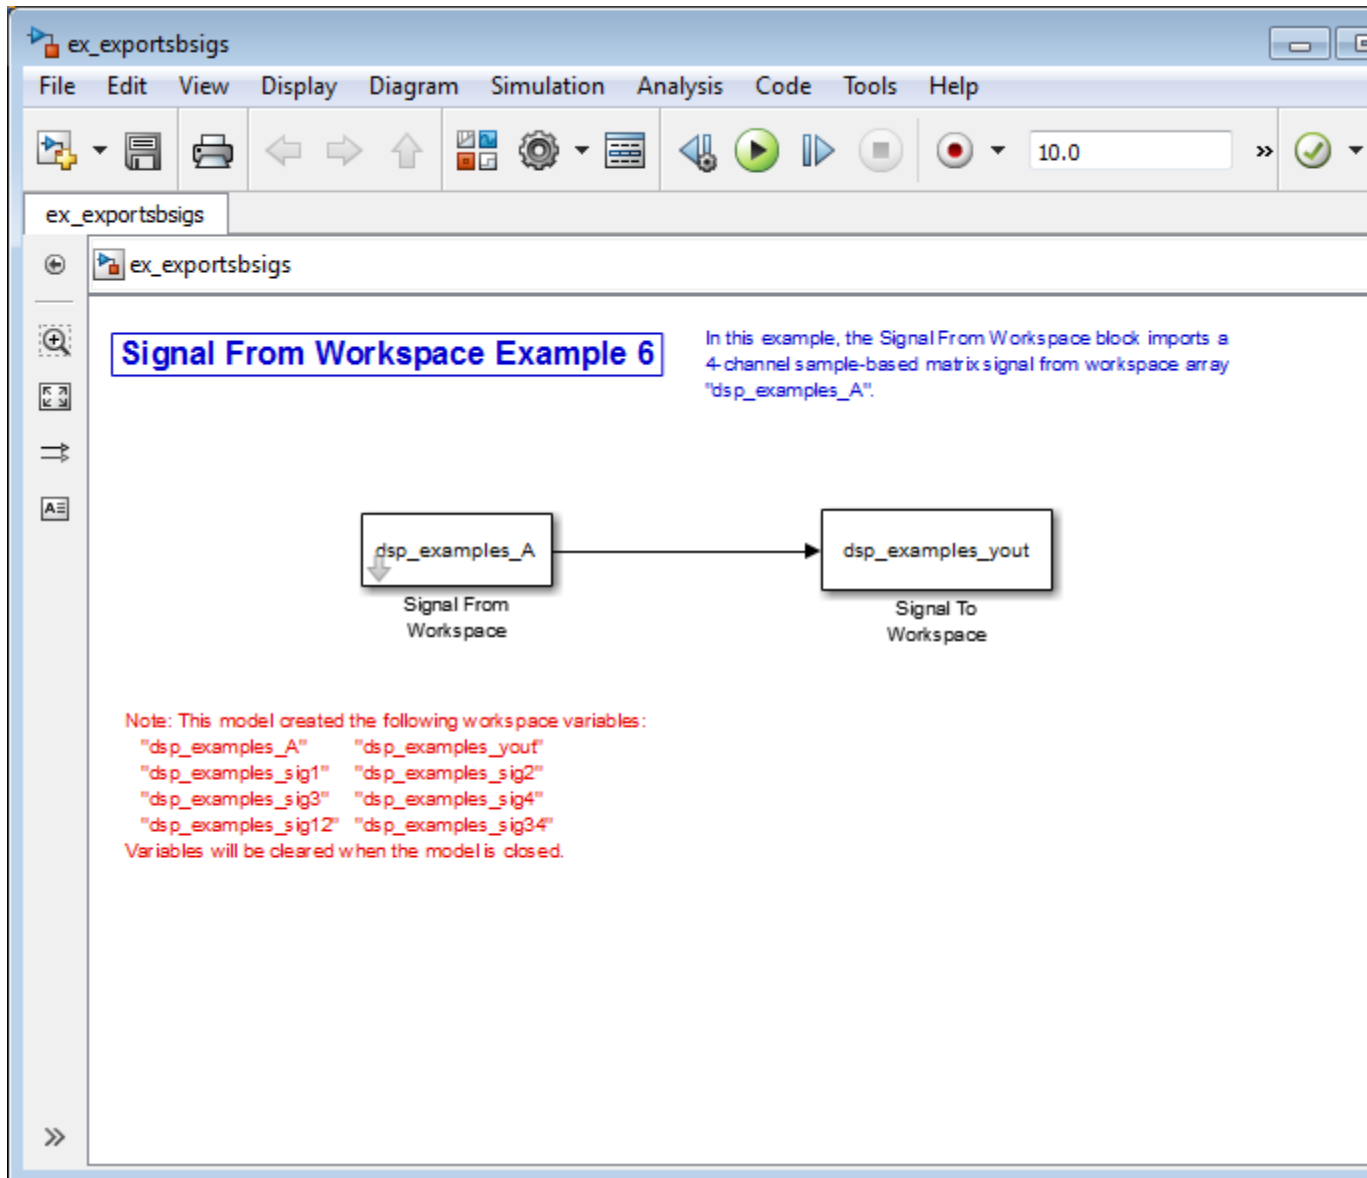 ex_exportsbsigs
File Edit View Display Diagram Simulation Analysis Code Tools Help
10.0
ex_exportsbsigs
ex_exportsbsigs
Signal From Workspace Example 6
In this example, the Signal From Workspace block imports a
4-channel sample-based matrix signal from workspace array
"dsp_examples_A".
dsp_examples_A
Signal From
Workspace
dsp_examples_yout
Signal To
Workspace
Note: This model created the following workspace variables:
"dsp_examples_A" "dsp_examples_yout"
"dsp_examples_sig1" "dsp_examples_sig2"
"dsp_examples_sig3" "dsp_examples_sig4"
"dsp_examples_sig12" "dsp_examples_sig34"
Variables will be cleared when the model is closed.